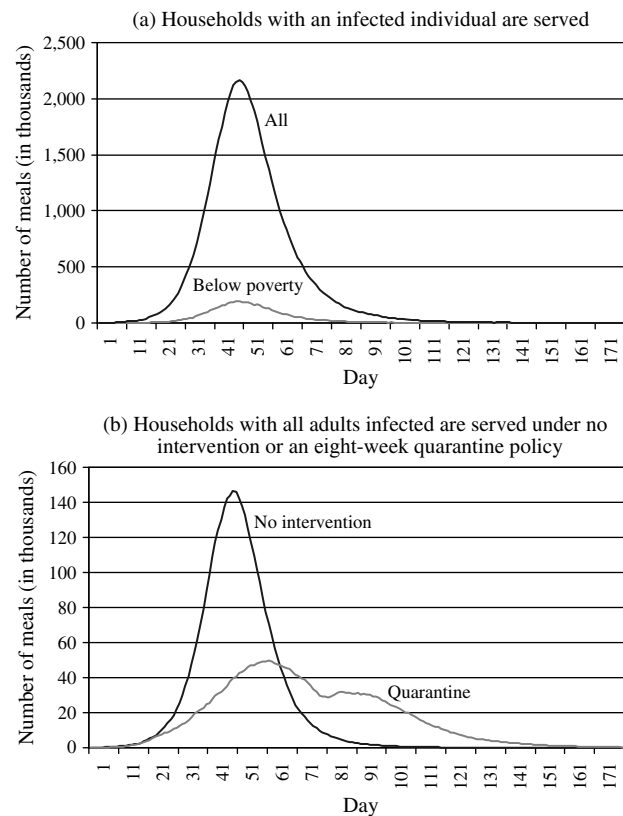 (a) Households with an infected individual are served
Number of meals (in thousands)
2,500
2,000
1,500
1,000
500
0
All
Below poverty
1 11 21 31 41 51 61 71 81 91 101 111 121 131 141 151 161 171
Day
(b) Households with all adults infected are served under no
intervention or an eight-week quarantine policy
Number of meals (in thousands)
160
140
120
100
80
60
40
20
0
No intervention
Quarantine
1 11 21 31 41 51 61 71 81 91 101 111 121 131 141 151 161 171
Day